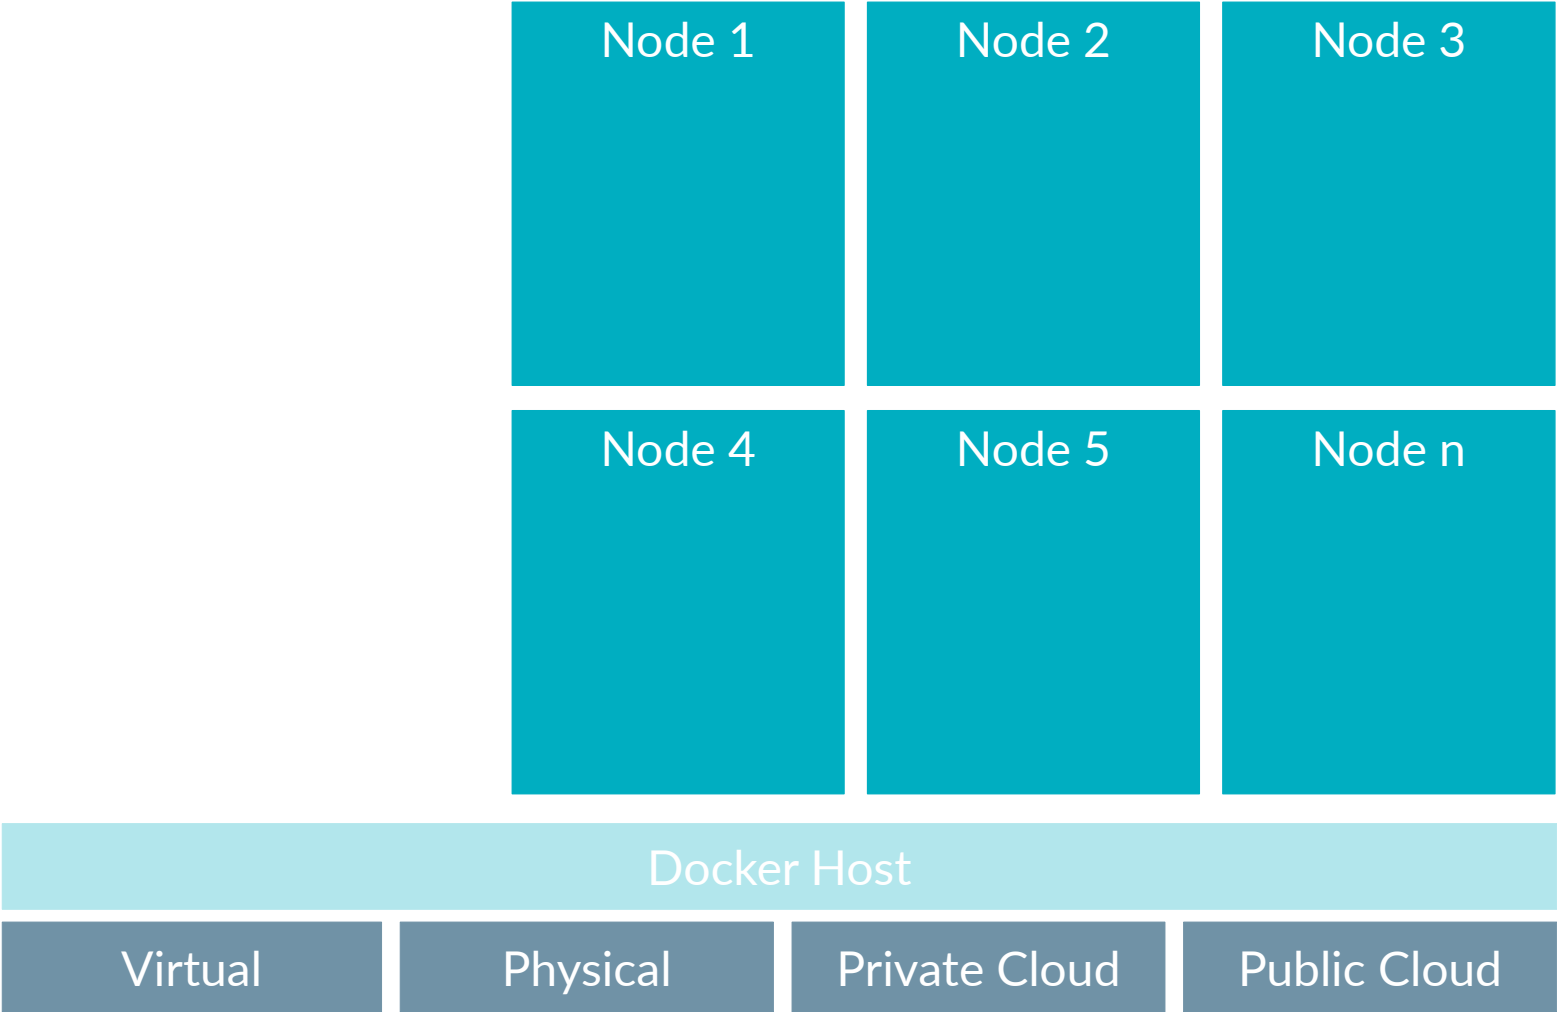 Node 1
Node 2
Node 3
Node 4
Node 5
Node n
Docker Host
Virtual
Physical
Private Cloud
Public Cloud